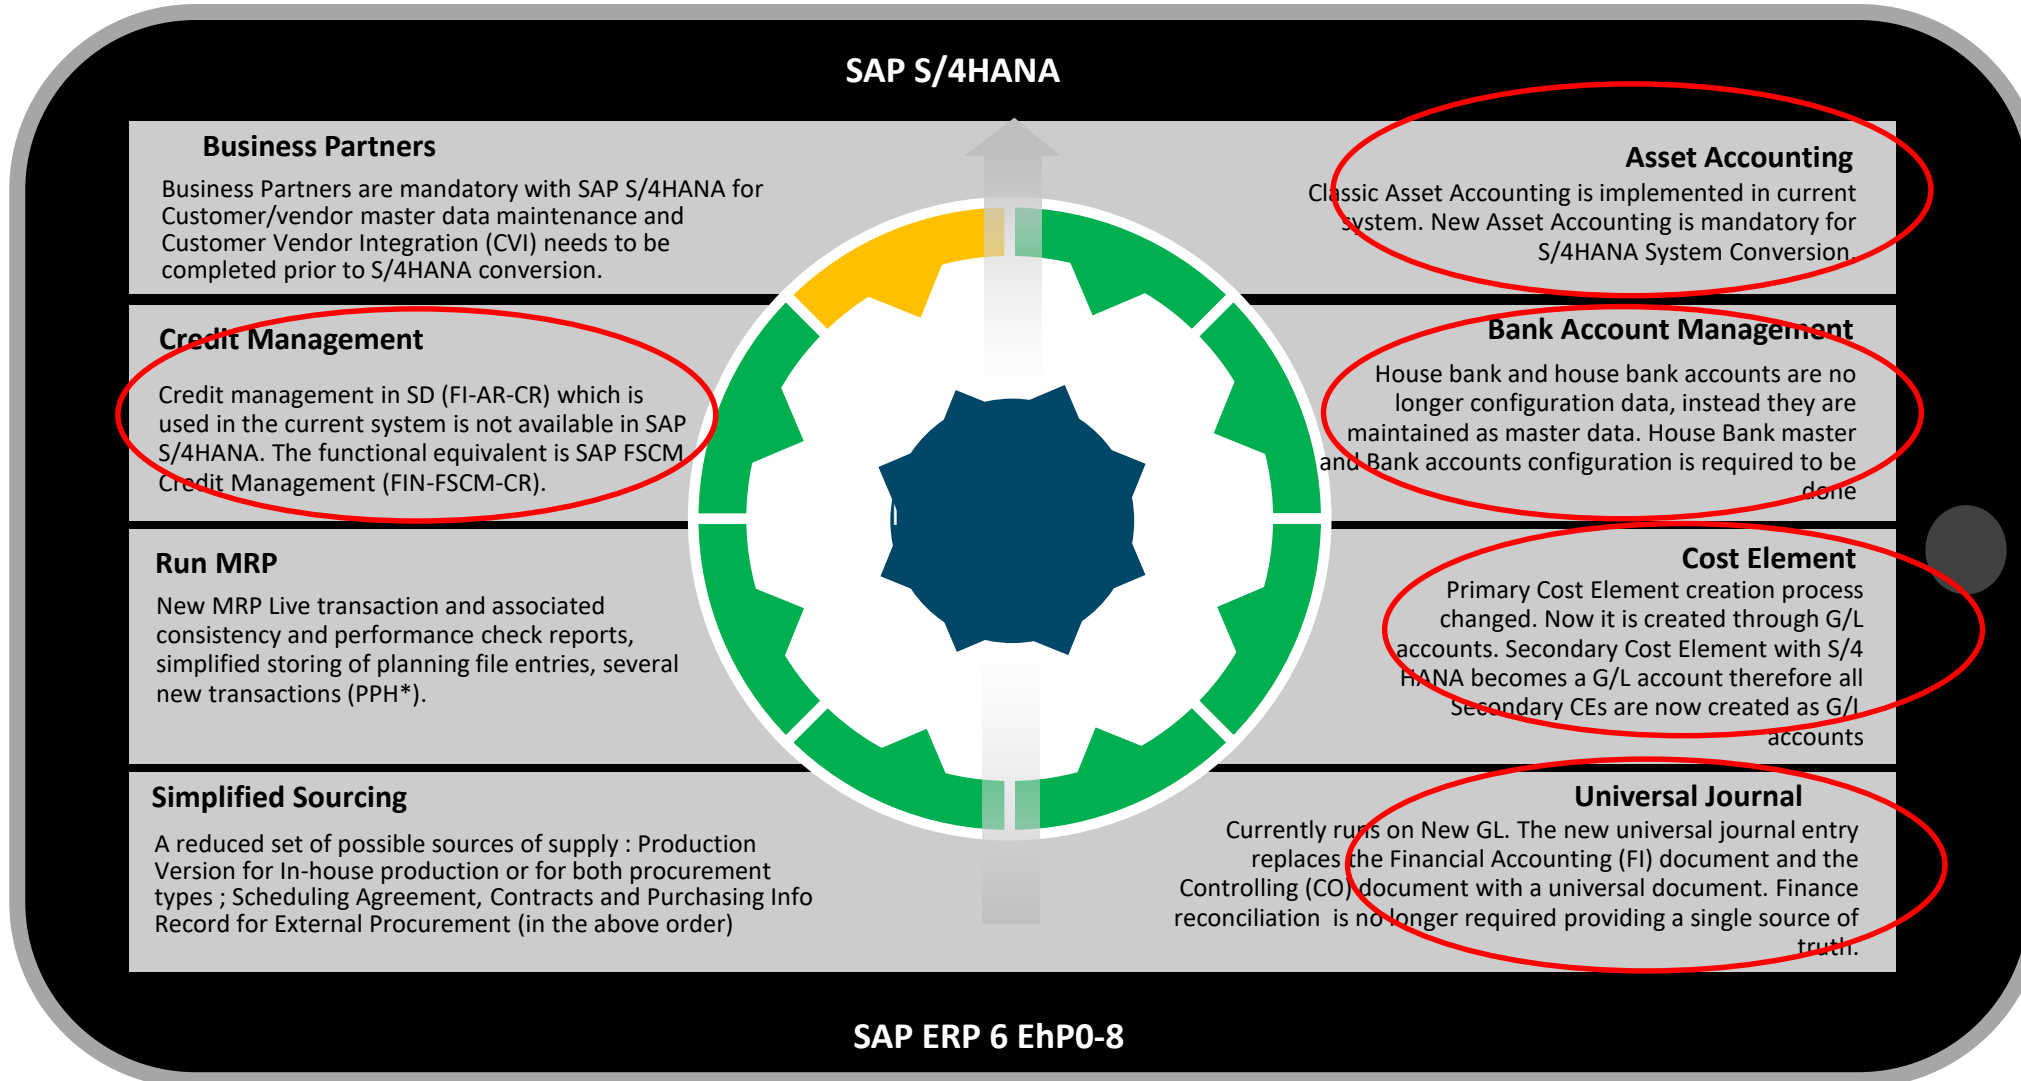 SAP S/4HANA
Business Partners
Business Partners are mandatory with SAP S/4HANA for
Customer/vendor master data maintenance and
Customer Vendor Integration (CVI) needs to be
completed prior to S/4HANA conversion.
Credit Management
Credit management in SD (FI-AR-CR) which is
used in the current system is not available in SAP
S/4HANA. The functional equivalent is SAP FSCM
Credit Management (FIN-FSCM-CR).
Run MRP
New MRP Live transaction and associated
consistency and performance check reports,
simplified storing of planning file entries, several
new transactions (PPH*).
Simplified Sourcing
A reduced set of possible sources of supply : Production
Version for In-house production or for both procurement
types ; Scheduling Agreement, Contracts and Purchasing Info
Record for External Procurement (in the above order)
Asset Accounting
Classic Asset Accounting is implemented in current
system. New Asset Accounting is mandatory for
S/4HANA System Conversion.
Bank Account Management
House bank and house bank accounts are no
longer configuration data, instead they are
maintained as master data. House Bank master
and Bank accounts configuration is required to be
done
Cost Element
Primary Cost Element creation process
changed. Now it is created through G/L
accounts. Secondary Cost Element with S/4
HANA becomes a G/L account therefore all
Secondary CEs are now created as G/L
accounts
Universal Journal
Currently runs on New GL. The new universal journal entry
replaces the Financial Accounting (FI) document and the
Controlling (CO) document with a universal document. Finance
reconciliation  is no longer required providing a single source of
truth.
SAP ERP 6 EhP0-8